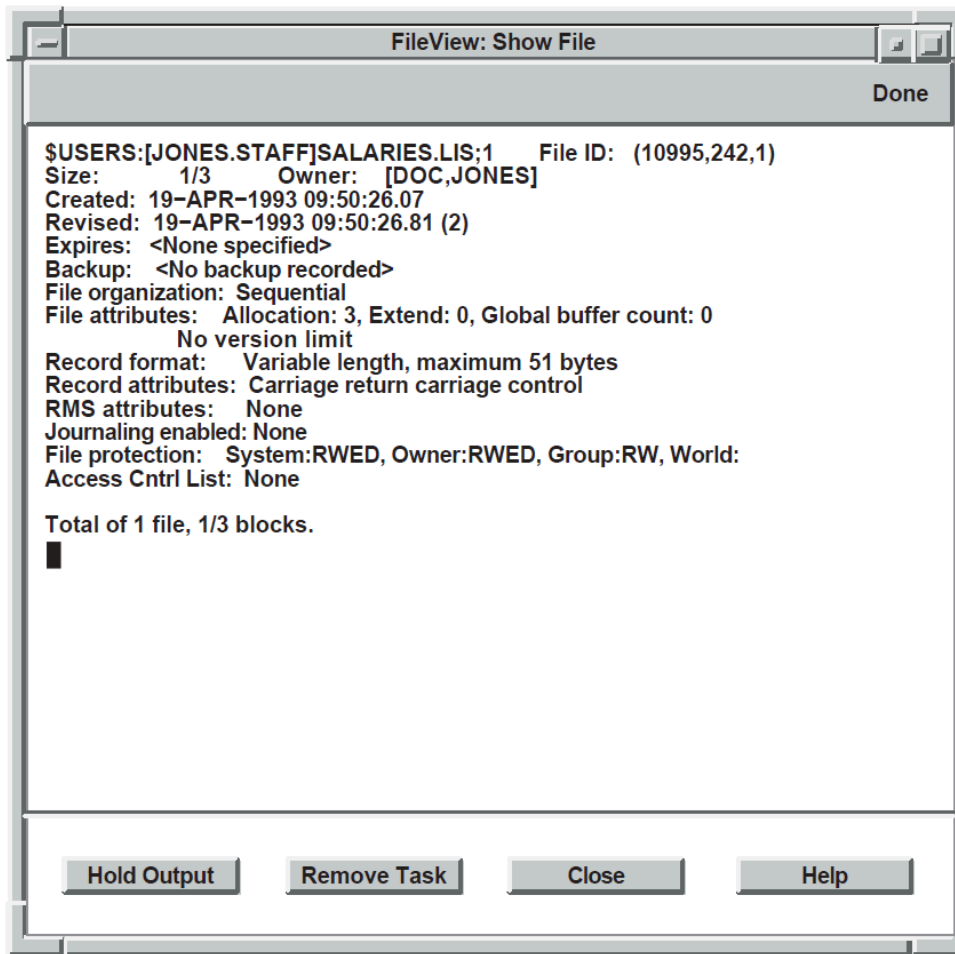 FileView: Show File
Done
$USERS:[JONES.STAFF]SALARIES.LIS;1 File ID: (10995,242,1)
Size: 1/3 Owner: [DOC,JONES]
Created: 19−APR−1993 09:50:26.07
Revised: 19−APR−1993 09:50:26.81 (2)
Expires: <None specified>
Backup: <No backup recorded>
File organization: Sequential
File attributes: Allocation: 3, Extend: 0, Global buffer count: 0
No version limit
Record format: Variable length, maximum 51 bytes
Record attributes: Carriage return carriage control
RMS attributes: None
Journaling enabled: None
File protection: System:RWED, Owner:RWED, Group:RW, World:
Access Cntrl List: None
Total of 1 file, 1/3 blocks.
Hold Output Remove Task Close Help